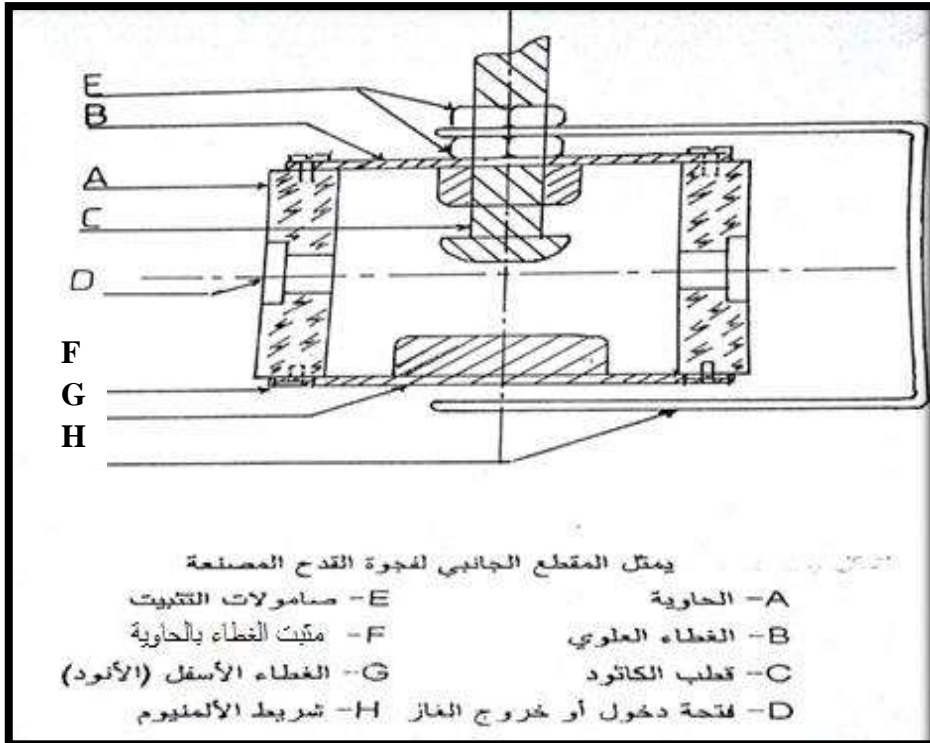 E
B
A
C
D
F
G
H
يمثل المقطع الجانبي لفجوة القدح المصنعة
A- الحاوية E- صامولات التثبيت
B- الغطاء العلوي F- مثبت الغطاء بالحاوية
C- قطب الكاثود G- الغطاء الأسفل (الأنود)
D- فتحة دخول أو خروج الغاز H- شريط الألمنيوم